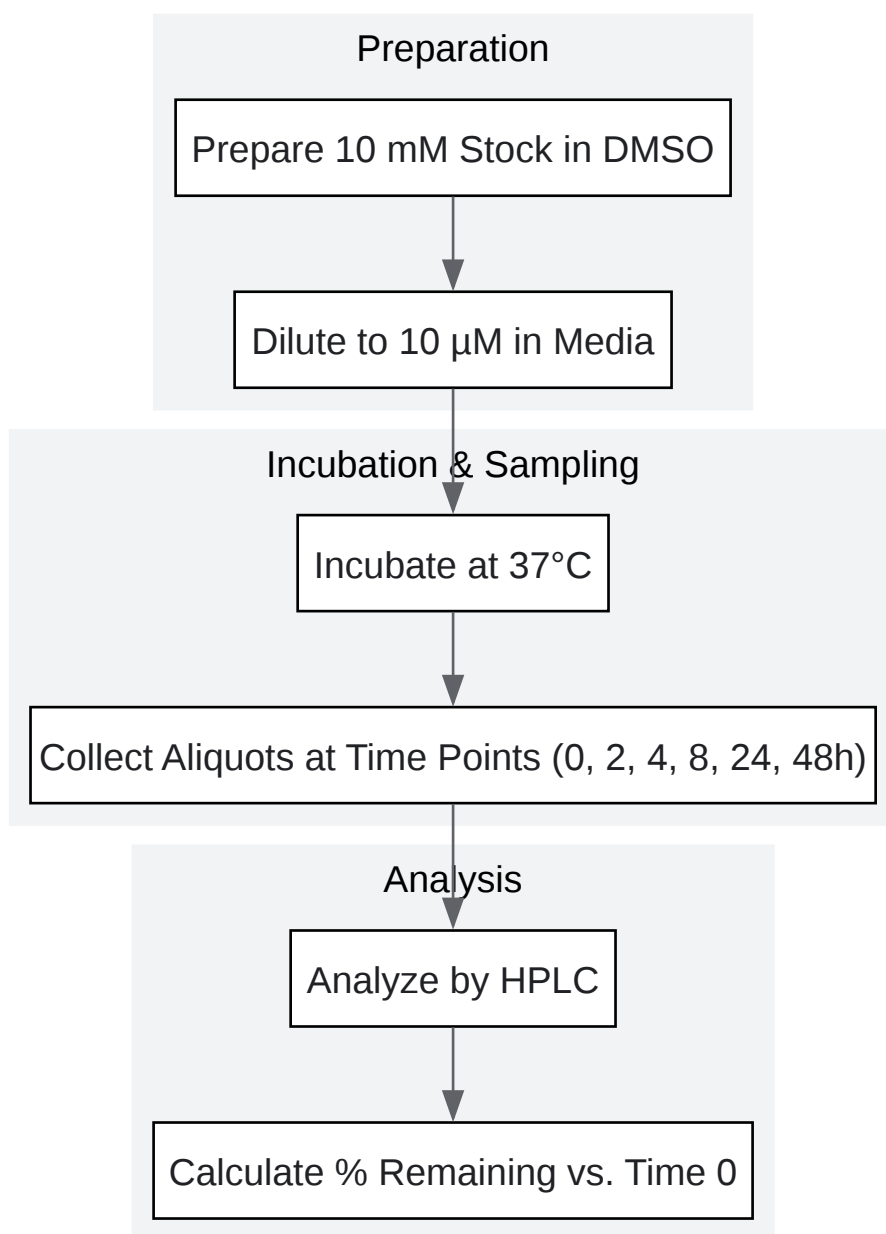 Preparation
Prepare 10 mM Stock in DMSO
Dilute to 10 µM in Media
Incubation & Sampling
Incubate at 37°C
Collect Aliquots at Time Points (0, 2, 4, 8, 24, 48h)
Analysis
Analyze by HPLC
Calculate % Remaining vs. Time 0